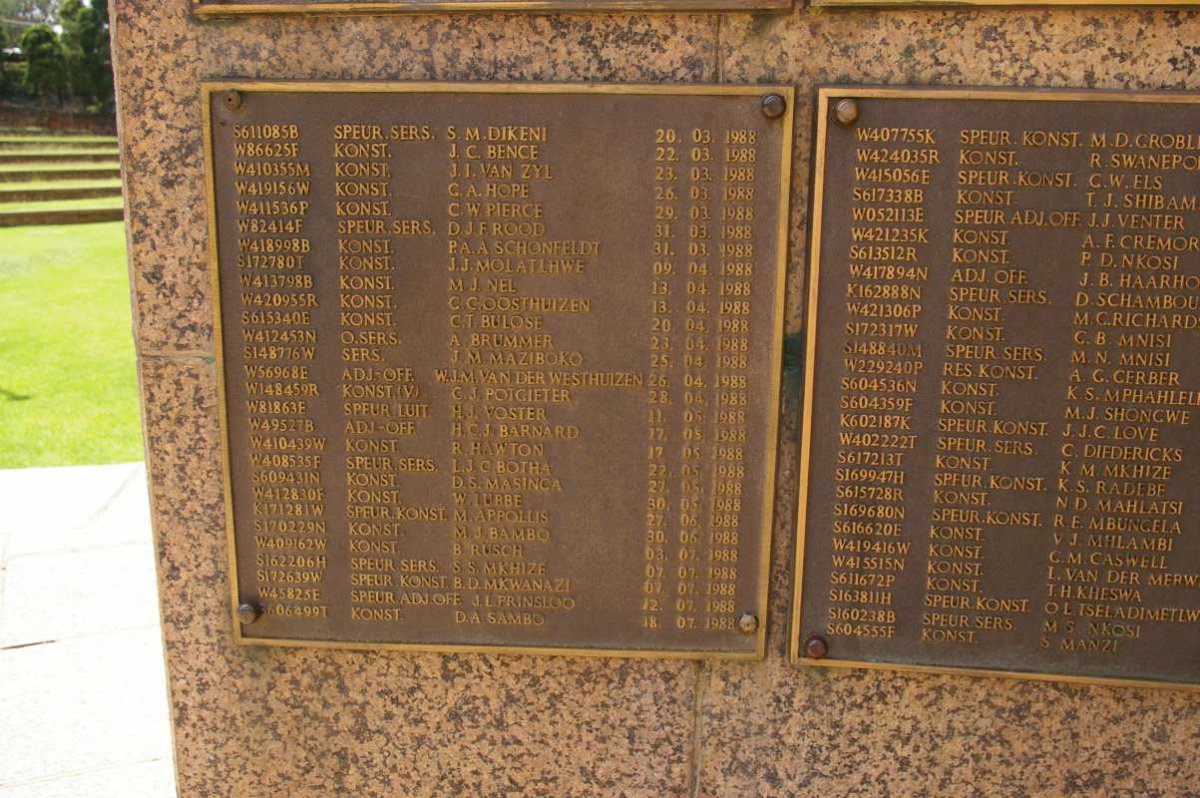 S611085B SPEUR. SERS. S. M. DIKENI 20. 03. 1988
W86625F KONST. J. C. BENCE 22. 03. 1988
W410355M KONST. J. I. VAN ZYL 23. 03. 1988
W419156W KONST. C. A. HOPE 26. 03. 1988
W411536P KONST. C. W. PIERCE 29. 03. 1988
W82414F SPEUR. SERS. D. J. F. ROOD 31. 03. 1988
W418998B KONST. P.A. A. SCHONFELDT 31. 03. 1988
S172780T KONST. J. J. MOLATLHWE 09. 04. 1988
W413798B KONST. M. J. NEL 13. 04. 1988
W420955R KONST. C. C. OOSTHUIZEN 13. 04. 1988
S615340E KONST. C. T. BULOSE 20. 04. 1988
W412453N O. SERS. A. BRUMMER 23. 04. 1988
S148776W SERS. J. M. MAZIBOKO 25. 04. 1988
W56968E ADJ.-OFF. W.J.M. VAN DER WESTHUIZEN 26. 04. 1988
W148459R KONST. (V) C. J. POTGIETER 28. 04. 1988
W81863E SPEUR. LUIT. H. J. VOSTER 11. 05. 1988
W49527B ADJ.-OFF. H. C. J. BARNARD 17. 05. 1988
W410439W KONST. R. HAWTON 17. 05. 1988
W408535F SPEUR. SERS. L. J. C. BOTHA 22. 05. 1988
S609431N KONST. D. S. MASINGA 27. 05. 1988
W412830F KONST. W. LUBBE 30. 05. 1988
K171281W SPEUR. KONST. M. APPOLLIS 27. 06. 1988
S170229N KONST. M. J. BAMBO 30. 06. 1988
W409162W KONST. B. RUSCH 03. 07. 1988
S162206H SPEUR. SERS. S. S. MKHIZE 07. 07. 1988
S172639W SPEUR. KONST. B. D. MKWANAZI 07. 07. 1988
W45825E SPEUR. ADJ. OFF. J. L. PRINSLOO 12. 07. 1988
S606499T KONST. D. A. SAMBO 18. 07. 1988
W407755K SPEUR. KONST. M. D. GROBL
W424035R KONST. R. SWANEPO
W415056E SPEUR. KONST. C. W. ELS
S617338B KONST. T. J. SHIBAM
W052113E SPEUR. ADJ. OFF. J. J. VENTER
W421235K KONST. A. F. CREMOR
S613512R KONST. P. D. NKOSI
W417894N ADJ. OFF. J. B. HAARHO
K162888N SPEUR. SERS. D. SCHAMBOU
W421306P KONST. M. C. RICHARD
S172317W KONST. C. B. MNISI
S148840M SPEUR. SERS. M. N. MNISI
W229240P RES. KONST. A. G. GERBER
S604536N KONST. K. S. MPHAHLELE
S604359F KONST. M. J. SHONGWE
K602187K SPEUR. KONST. J. J. C. LOVE
W402222T SPEUR. SERS. C. DIEDERICKS
S617213T KONST. K. M. MKHIZE
S169947H SPEUR. KONST. K. S. RADEBE
S615728R KONST. N. D. MAHLATSI
S169680N SPEUR. KONST. R. E. MBUNGELA
S616620E KONST. V. J. MHLAMBI
W419416W KONST. G. M. CASWELL
W415515N KONST. L. VAN DER MERW
S611672P KONST. T. H. KHESWA
S163811H SPEUR. KONST. O. L. TSELADIMETLW
S160238B SPEUR. SERS. M. S. NKOSI
S604555F KONST. S. MANZI